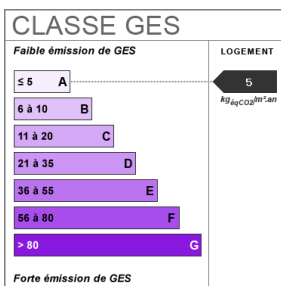 CLASSE GES
Faible émission de GES
LOGEMENT
≤ 5 A
5
kgéqCO2/m².an
6 à 10 B
11 à 20 C
21 à 35 D
36 à 55 E
56 à 80 F
> 80 G
Forte émission de GES